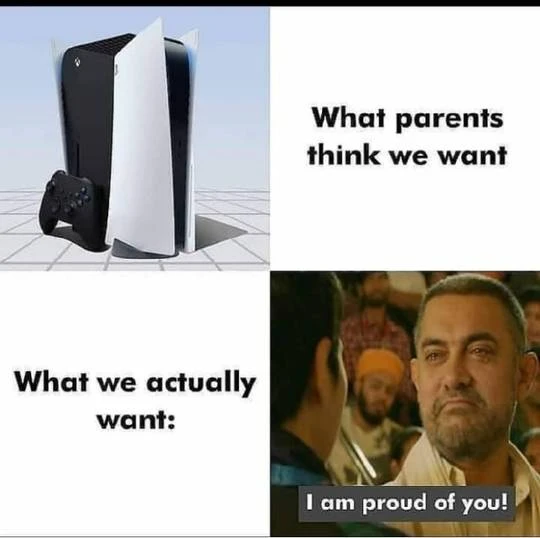 What parents
think we want
What we actually
want:
I am proud of you!